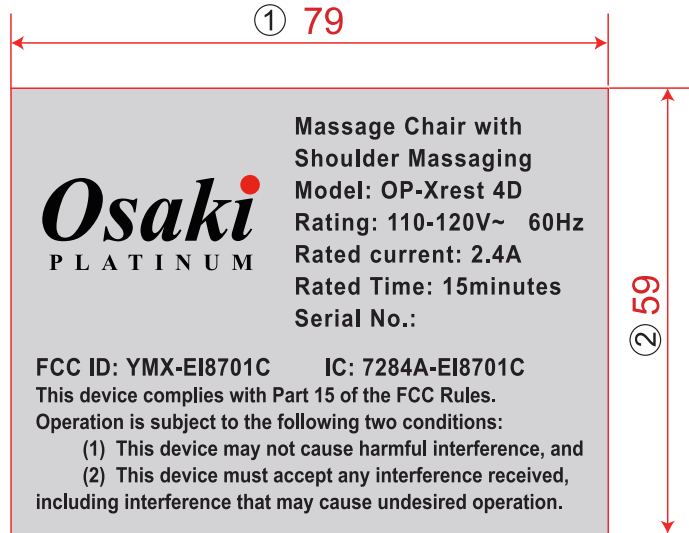 ① 79
Osaki
PLATINUM
Massage Chair with
Shoulder Massaging
Model: OP-Xrest 4D
Rating: 110-120V~ 60Hz
Rated current: 2.4A
Rated Time: 15minutes
Serial No.:
② 59
FCC ID: YMX-EI8701C IC: 7284A-EI8701C
This device complies with Part 15 of the FCC Rules.
Operation is subject to the following two conditions:
(1) This device may not cause harmful interference, and
(2) This device must accept any interference received,
including interference that may cause undesired operation.